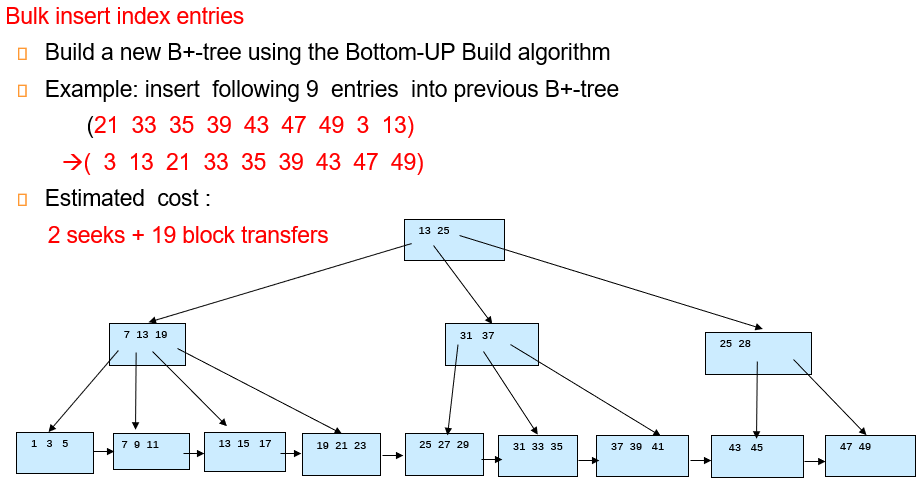 Bulk insert index entries
Build a new B+-tree using the Bottom-UP Build algorithm
Example: insert following 9 entries into previous B+-tree
(21 33 35 39 43 47 49 3 13)
→( 3 13 21 33 35 39 43 47 49)
Estimated cost :
2 seeks + 19 block transfers
13 25
7 13 19
31 37
25 28
1 3 5
7 9 11
13 15 17
19 21 23
25 27 29
31 33 35
37 39 41
43 45
47 49